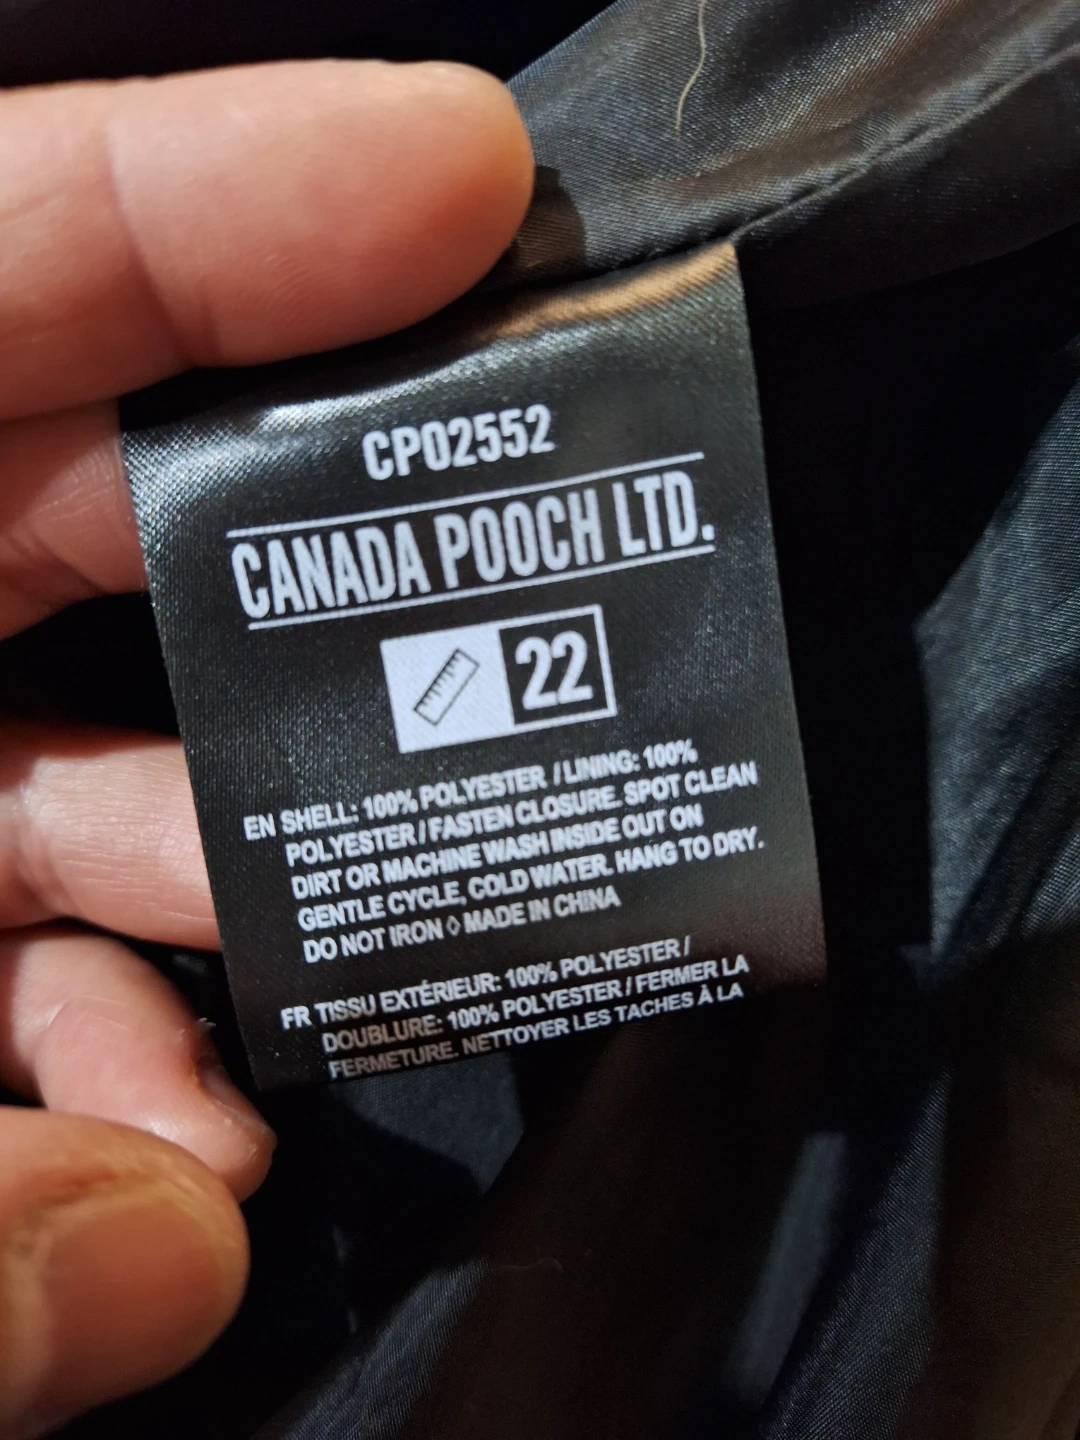 CP02552
CANADA POOCH LTD.
22
EN SHELL: 100% POLYESTER / LINING: 100%
POLYESTER / FASTEN CLOSURE. SPOT CLEAN
DIRT OR MACHINE WASH INSIDE OUT ON
GENTLE CYCLE, COLD WATER. HANG TO DRY.
DO NOT IRON ◊ MADE IN CHINA
FR TISSU EXTÉRIEUR: 100% POLYESTER /
DOUBLURE: 100% POLYESTER / FERMER LA
FERMETURE. NETTOYER LES TACHES À LA